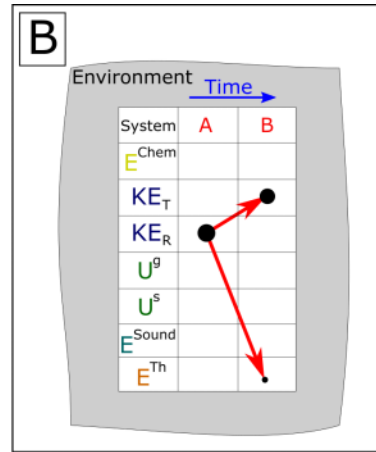 B
Environment
Time
System A B
E^Chem
KE_T
KE_R
U^g
U^s
E^Sound
E^Th